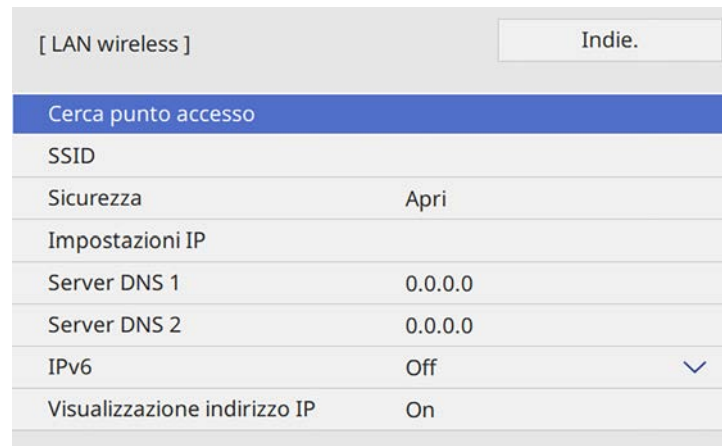 [ LAN wireless ]
Indie.
Cerca punto accesso
SSID
Sicurezza Apri
Impostazioni IP
Server DNS 1 0.0.0.0
Server DNS 2 0.0.0.0
IPv6 Off
Visualizzazione indirizzo IP On